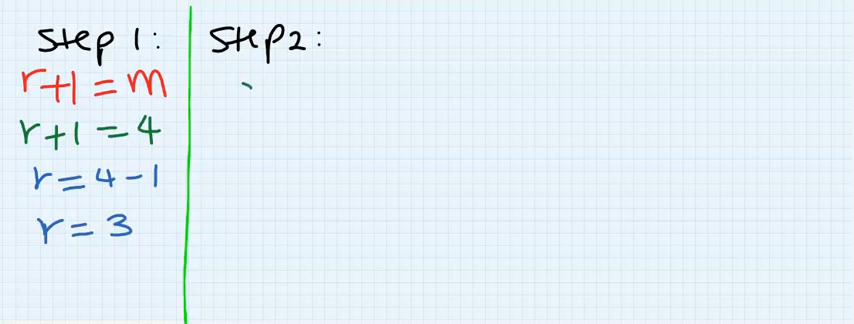 Step 1:
r+1 = m
r+1 = 4
r = 4 - 1
r = 3
Step2: